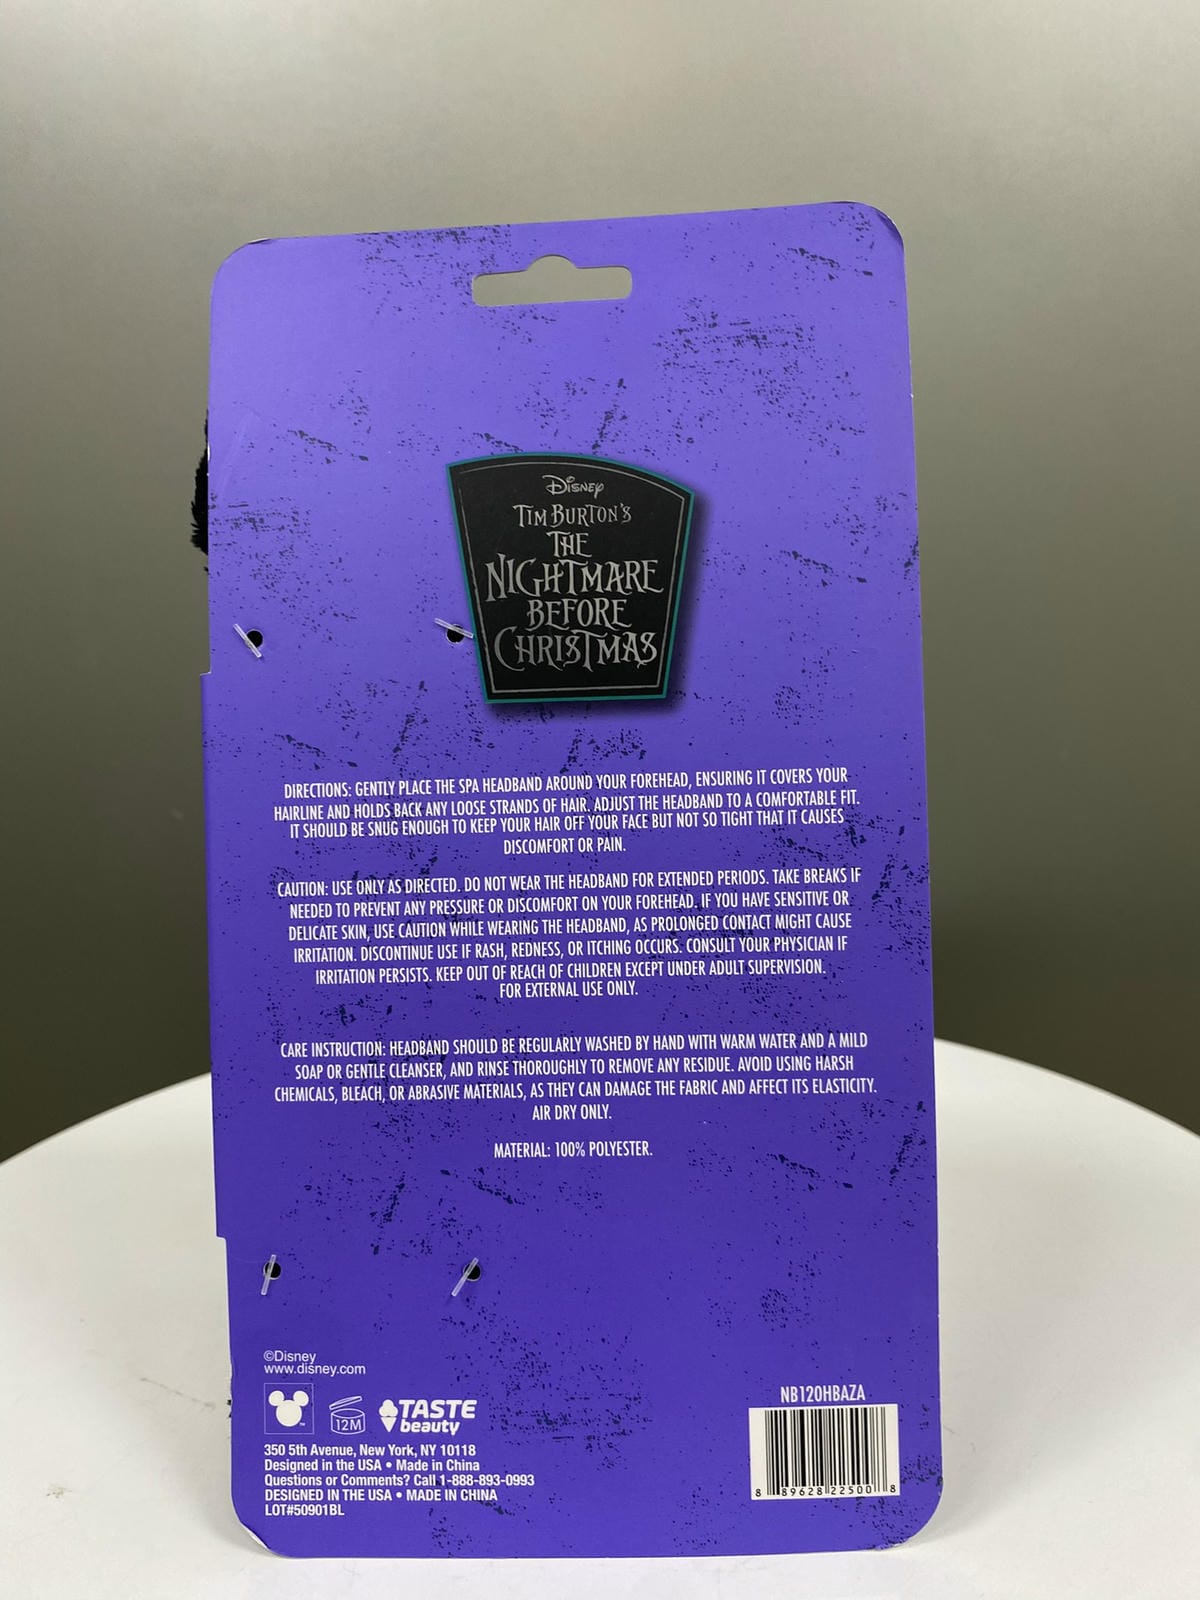 Disney
TIM BURTON'S
THE
NIGHTMARE
BEFORE
CHRISTMAS
DIRECTIONS: GENTLY PLACE THE SPA HEADBAND AROUND YOUR FOREHEAD, ENSURING IT COVERS YOUR
HAIRLINE AND HOLDS BACK ANY LOOSE STRANDS OF HAIR. ADJUST THE HEADBAND TO A COMFORTABLE FIT.
IT SHOULD BE SNUG ENOUGH TO KEEP YOUR HAIR OFF YOUR FACE BUT NOT SO TIGHT THAT IT CAUSES
DISCOMFORT OR PAIN.
CAUTION: USE ONLY AS DIRECTED. DO NOT WEAR THE HEADBAND FOR EXTENDED PERIODS. TAKE BREAKS IF
NEEDED TO PREVENT ANY PRESSURE OR DISCOMFORT ON YOUR FOREHEAD. IF YOU HAVE SENSITIVE OR
DELICATE SKIN, USE CAUTION WHILE WEARING THE HEADBAND, AS PROLONGED CONTACT MIGHT CAUSE
IRRITATION. DISCONTINUE USE IF RASH, REDNESS, OR ITCHING OCCURS. CONSULT YOUR PHYSICIAN IF
IRRITATION PERSISTS. KEEP OUT OF REACH OF CHILDREN EXCEPT UNDER ADULT SUPERVISION.
FOR EXTERNAL USE ONLY.
CARE INSTRUCTION: HEADBAND SHOULD BE REGULARLY WASHED BY HAND WITH WARM WATER AND A MILD
SOAP OR GENTLE CLEANSER, AND RINSE THOROUGHLY TO REMOVE ANY RESIDUE. AVOID USING HARSH
CHEMICALS, BLEACH, OR ABRASIVE MATERIALS, AS THEY CAN DAMAGE THE FABRIC AND AFFECT ITS ELASTICITY.
AIR DRY ONLY.
MATERIAL: 100% POLYESTER.
©Disney
www.disney.com
12M
TASTE
beauty
350 5th Avenue, New York, NY 10118
Designed in the USA • Made in China
Questions or Comments? Call 1-888-893-0993
DESIGNED IN THE USA • MADE IN CHINA
LOT#50901BL
NB120HBAZA
8 89628 22500 8